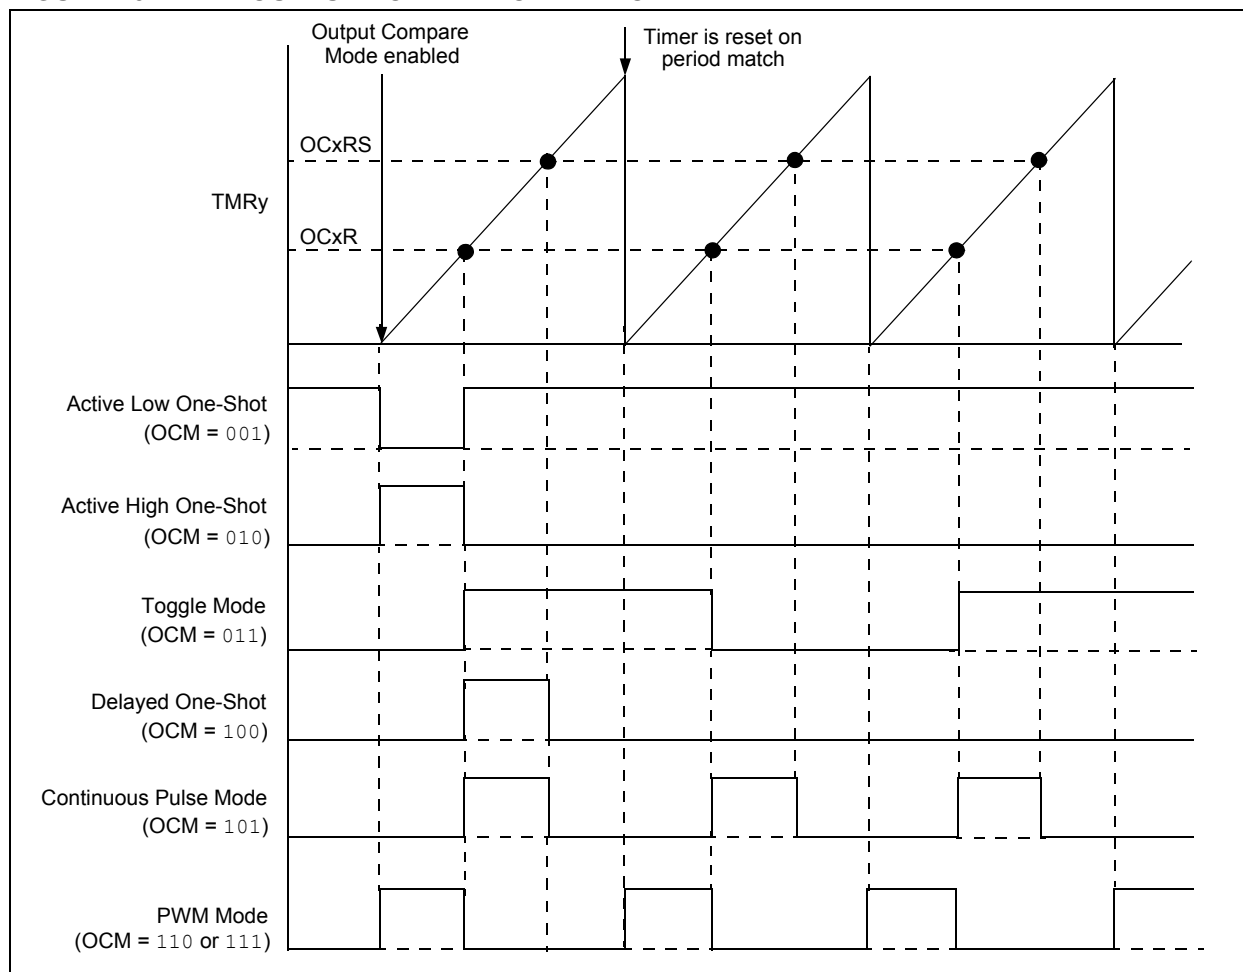 Output Compare
Mode enabled
Timer is reset on
period match
OCxRS
TMRy
OCxR
Active Low One-Shot
(OCM = 001)
Active High One-Shot
(OCM = 010)
Toggle Mode
(OCM = 011)
Delayed One-Shot
(OCM = 100)
Continuous Pulse Mode
(OCM = 101)
PWM Mode
(OCM = 110 or 111)